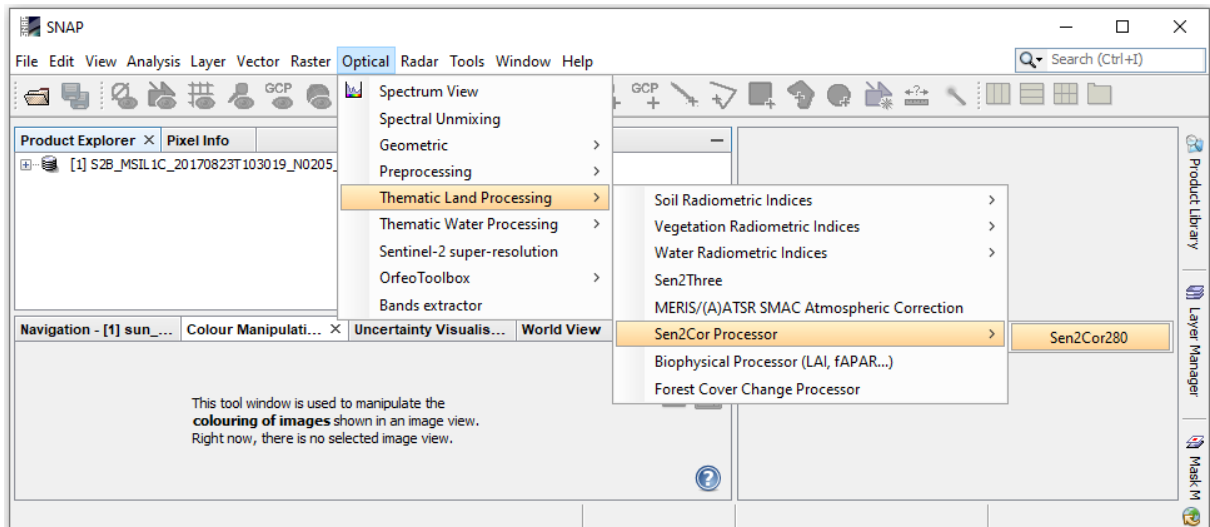 SNAP
File Edit View Analysis Layer Vector Raster Optical Radar Tools Window Help
Search (Ctrl+I)
GCP
GCP
Spectrum View
Spectral Unmixing
Geometric
Preprocessing
Thematic Land Processing
Thematic Water Processing
Sentinel-2 super-resolution
OrfeoToolbox
Bands extractor
Product Explorer Pixel Info
[1] S2B_MSIL1C_20170823T103019_N0205_
Soil Radiometric Indices
Vegetation Radiometric Indices
Water Radiometric Indices
Sen2Three
MERIS/(A)ATSR SMAC Atmospheric Correction
Sen2Cor Processor
Biophysical Processor (LAI, fAPAR...)
Forest Cover Change Processor
Sen2Cor280
Navigation - [1] sun_... Colour Manipulati... Uncertainty Visualis... World View
This tool window is used to manipulate the
colouring of images shown in an image view.
Right now, there is no selected image view.
Product Library
Layer Manager
Mask M